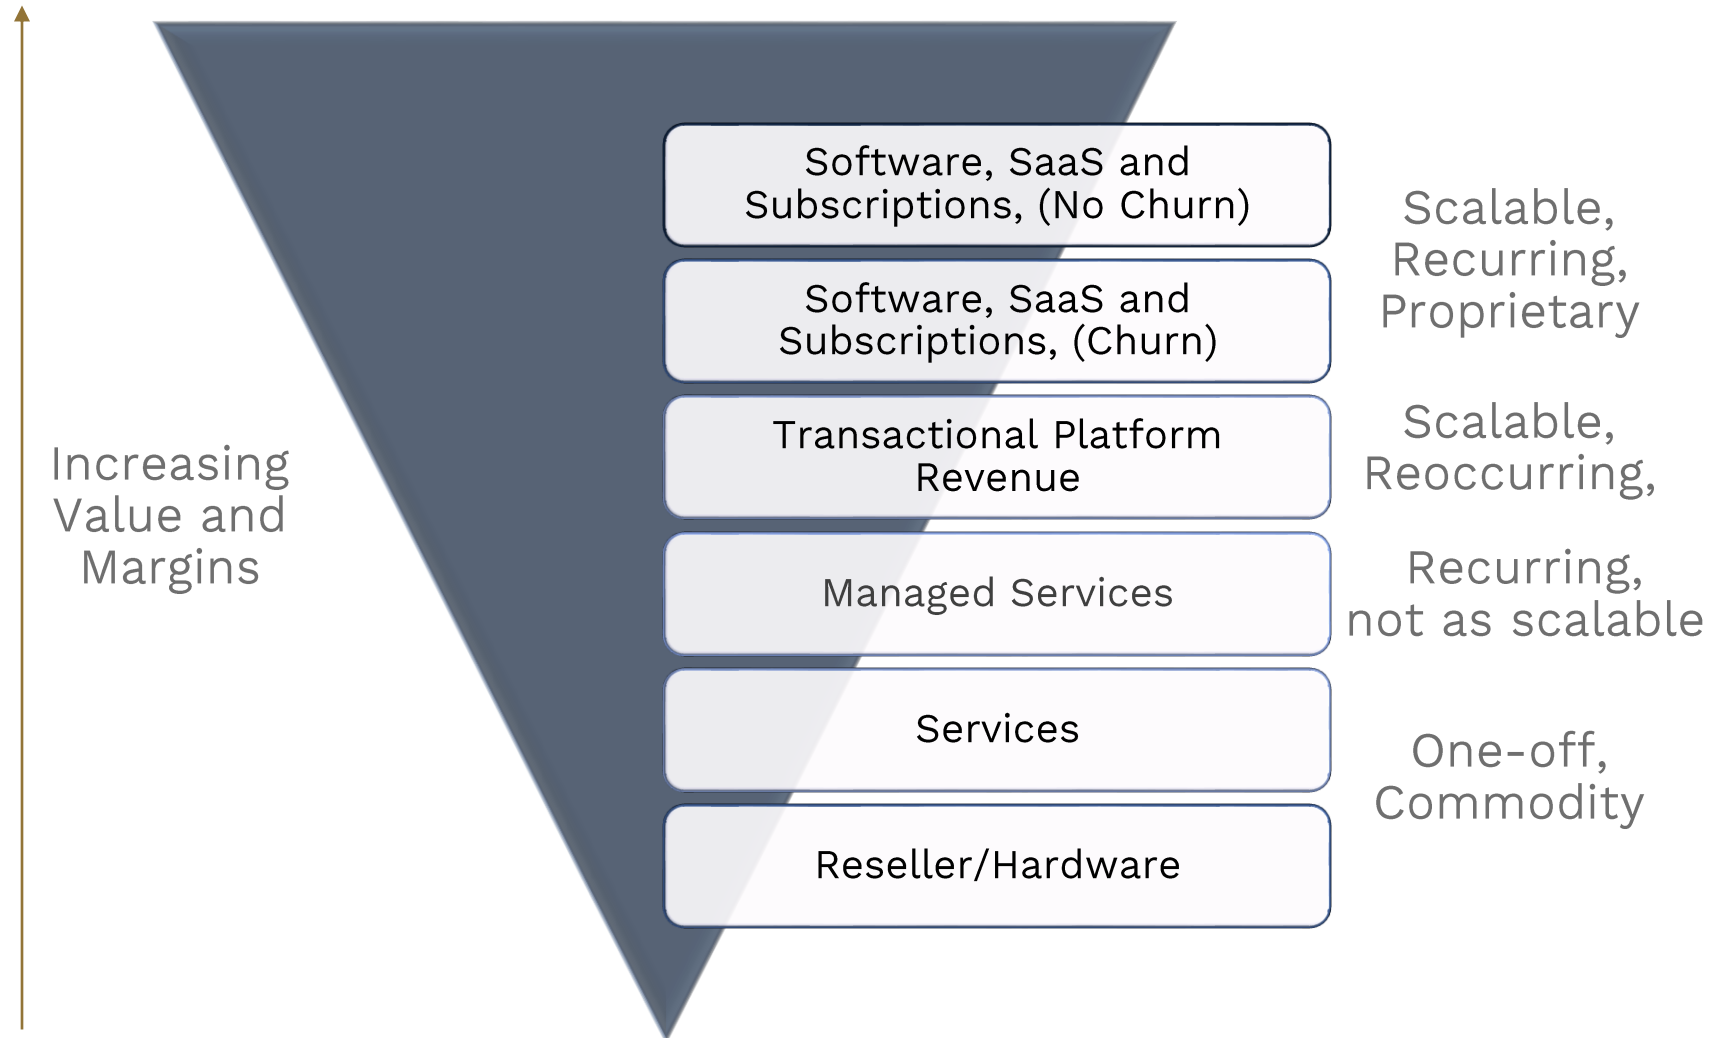 Software, SaaS and
Subscriptions, (No Churn)
Scalable,
Recurring,
Proprietary
Software, SaaS and
Subscriptions, (Churn)
Transactional Platform
Revenue
Scalable,
Reoccurring,
Increasing
Value and
Margins
Managed Services
Recurring,
not as scalable
Services
One-off,
Commodity
Reseller/Hardware